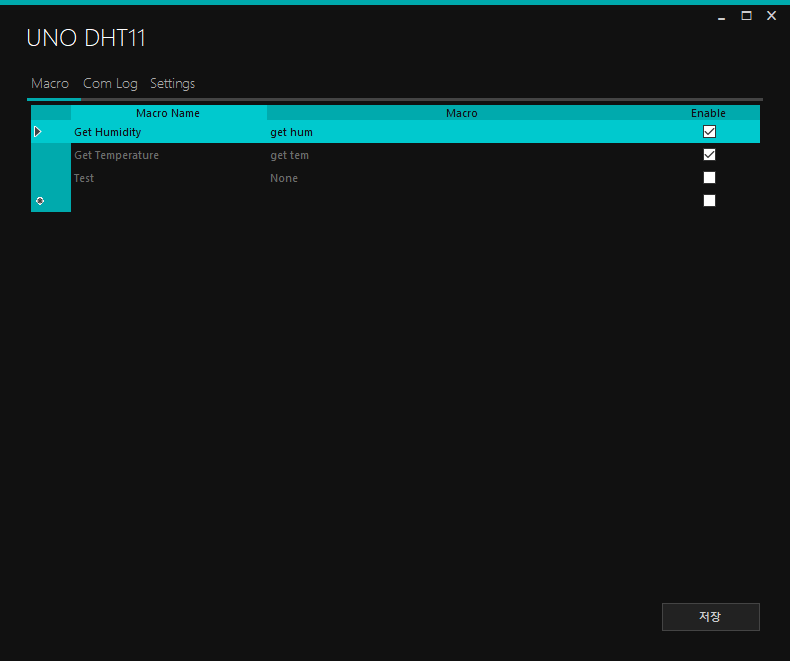 UNO DHT11
Macro Com Log Settings
Macro Name Macro Enable
Get Humidity get hum
Get Temperature get tem
Test None
저장